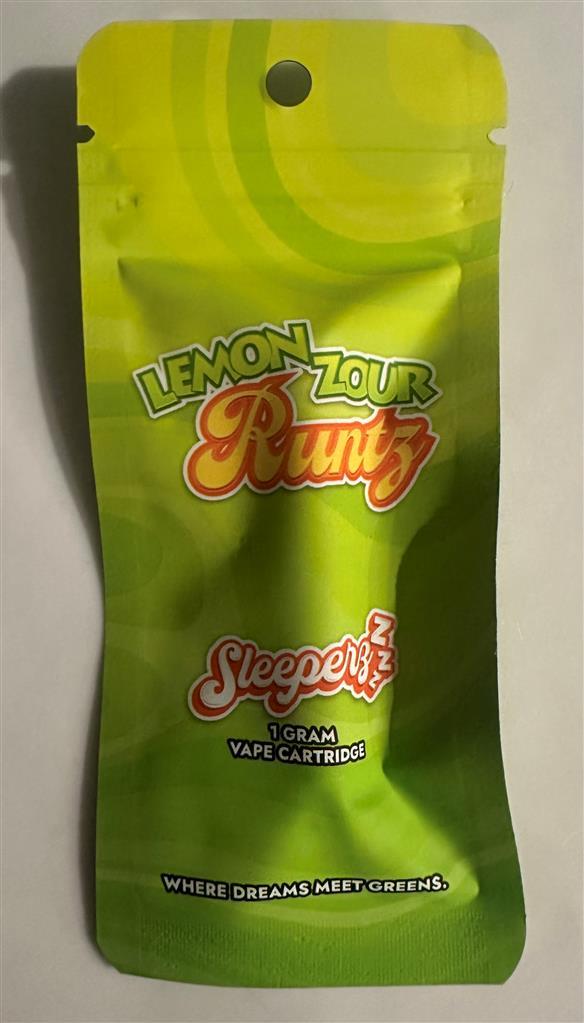 LEMON ZOUR
Runtz
Sleeperz
ZZZ
1 GRAM
VAPE CARTRIDGE
WHERE DREAMS MEET GREENS.